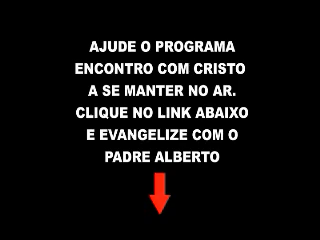 AJUDE O PROGRAMA
ENCONTRO COM CRISTO
A SE MANTER NO AR.
CLIQUE NO LINK ABAIXO
E EVANGELIZE COM O
PADRE ALBERTO